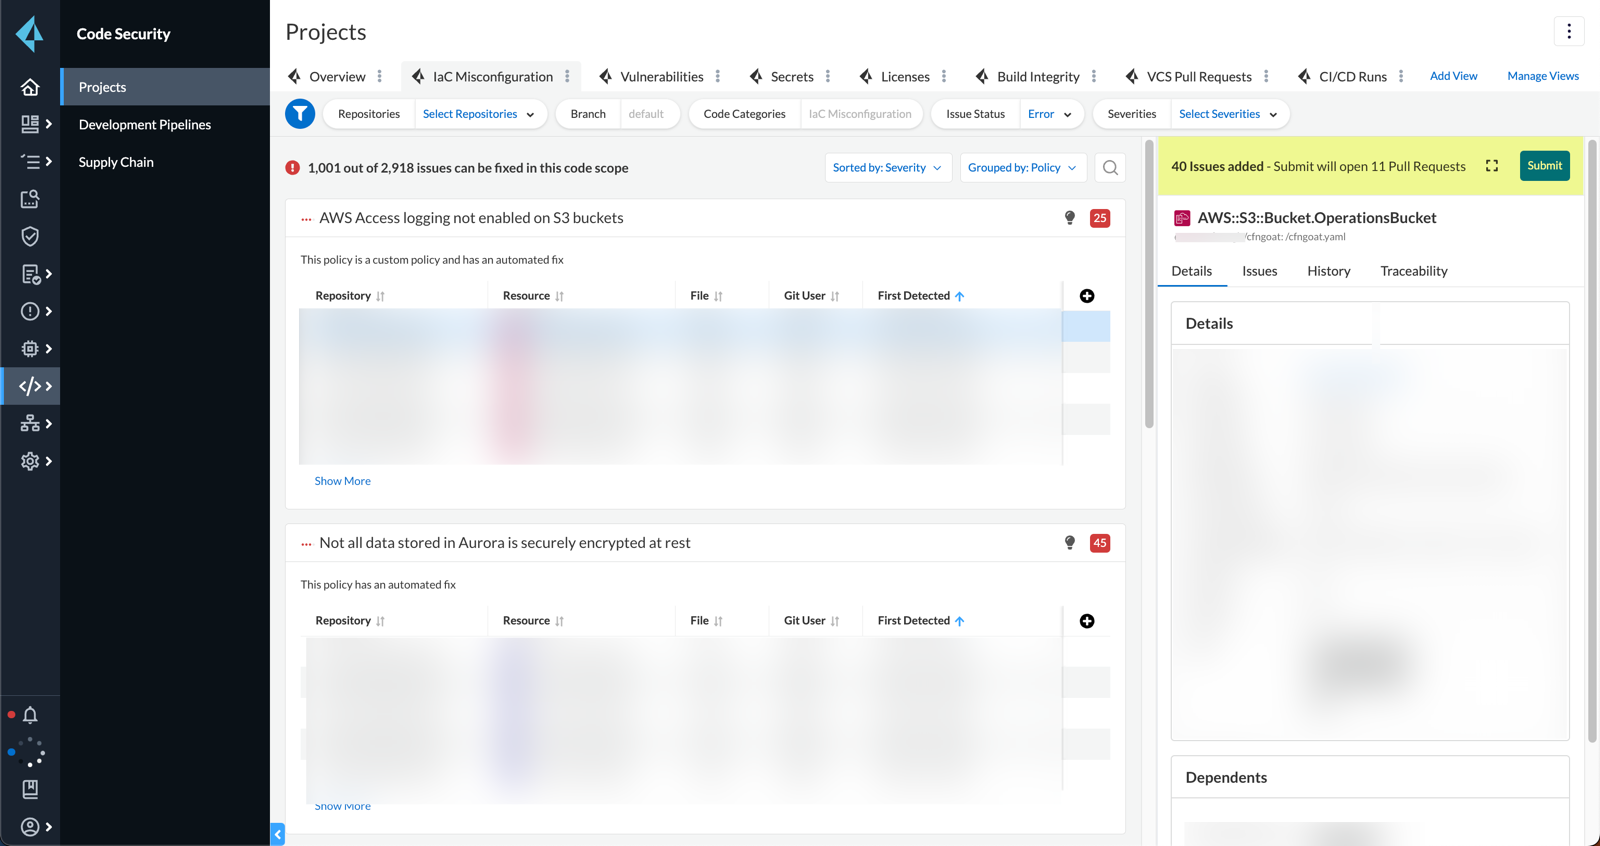 Code Security
Projects
Development Pipelines
Supply Chain
Projects
Overview
IaC Misconfiguration
Vulnerabilities
Secrets
Licenses
Build Integrity
VCS Pull Requests
CI/CD Runs
Add View
Manage Views
Repositories Select Repositories
Branch default
Code Categories IaC Misconfiguration
Issue Status Error
Severities Select Severities
1,001 out of 2,918 issues can be fixed in this code scope
Sorted by: Severity
Grouped by: Policy
AWS Access logging not enabled on S3 buckets
25
This policy is a custom policy and has an automated fix
Repository Resource File Git User First Detected
Show More
Not all data stored in Aurora is securely encrypted at rest
45
This policy has an automated fix
Repository Resource File Git User First Detected
Show More
40 Issues added - Submit will open 11 Pull Requests
Submit
AWS::S3::Bucket.OperationsBucket
/cfngoat: /cfngoat.yaml
Details Issues History Traceability
Details
Dependents